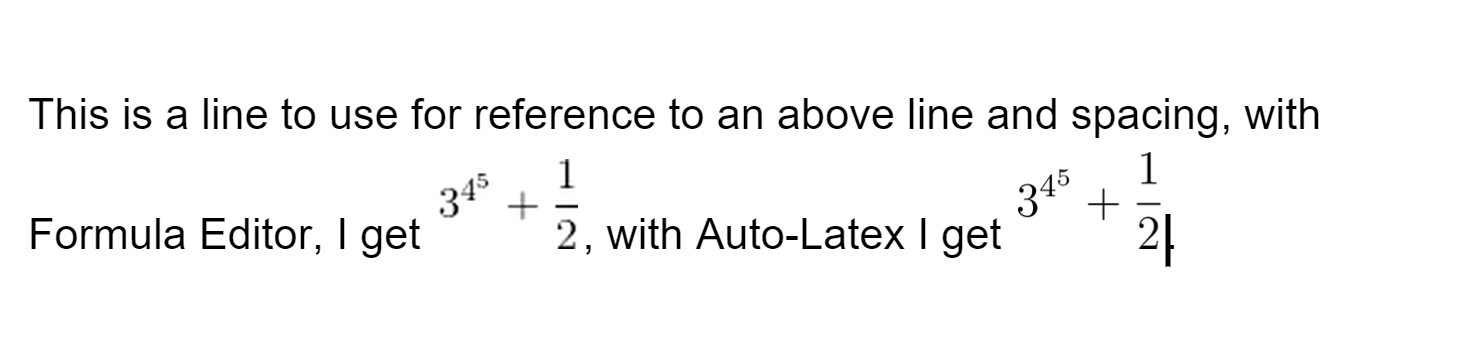 This is a line to use for reference to an above line and spacing, with
Formula Editor, I get $3^{4^5} + \frac{1}{2}$, with Auto-Latex I get $3^{4^5} + \frac{1}{2}$.